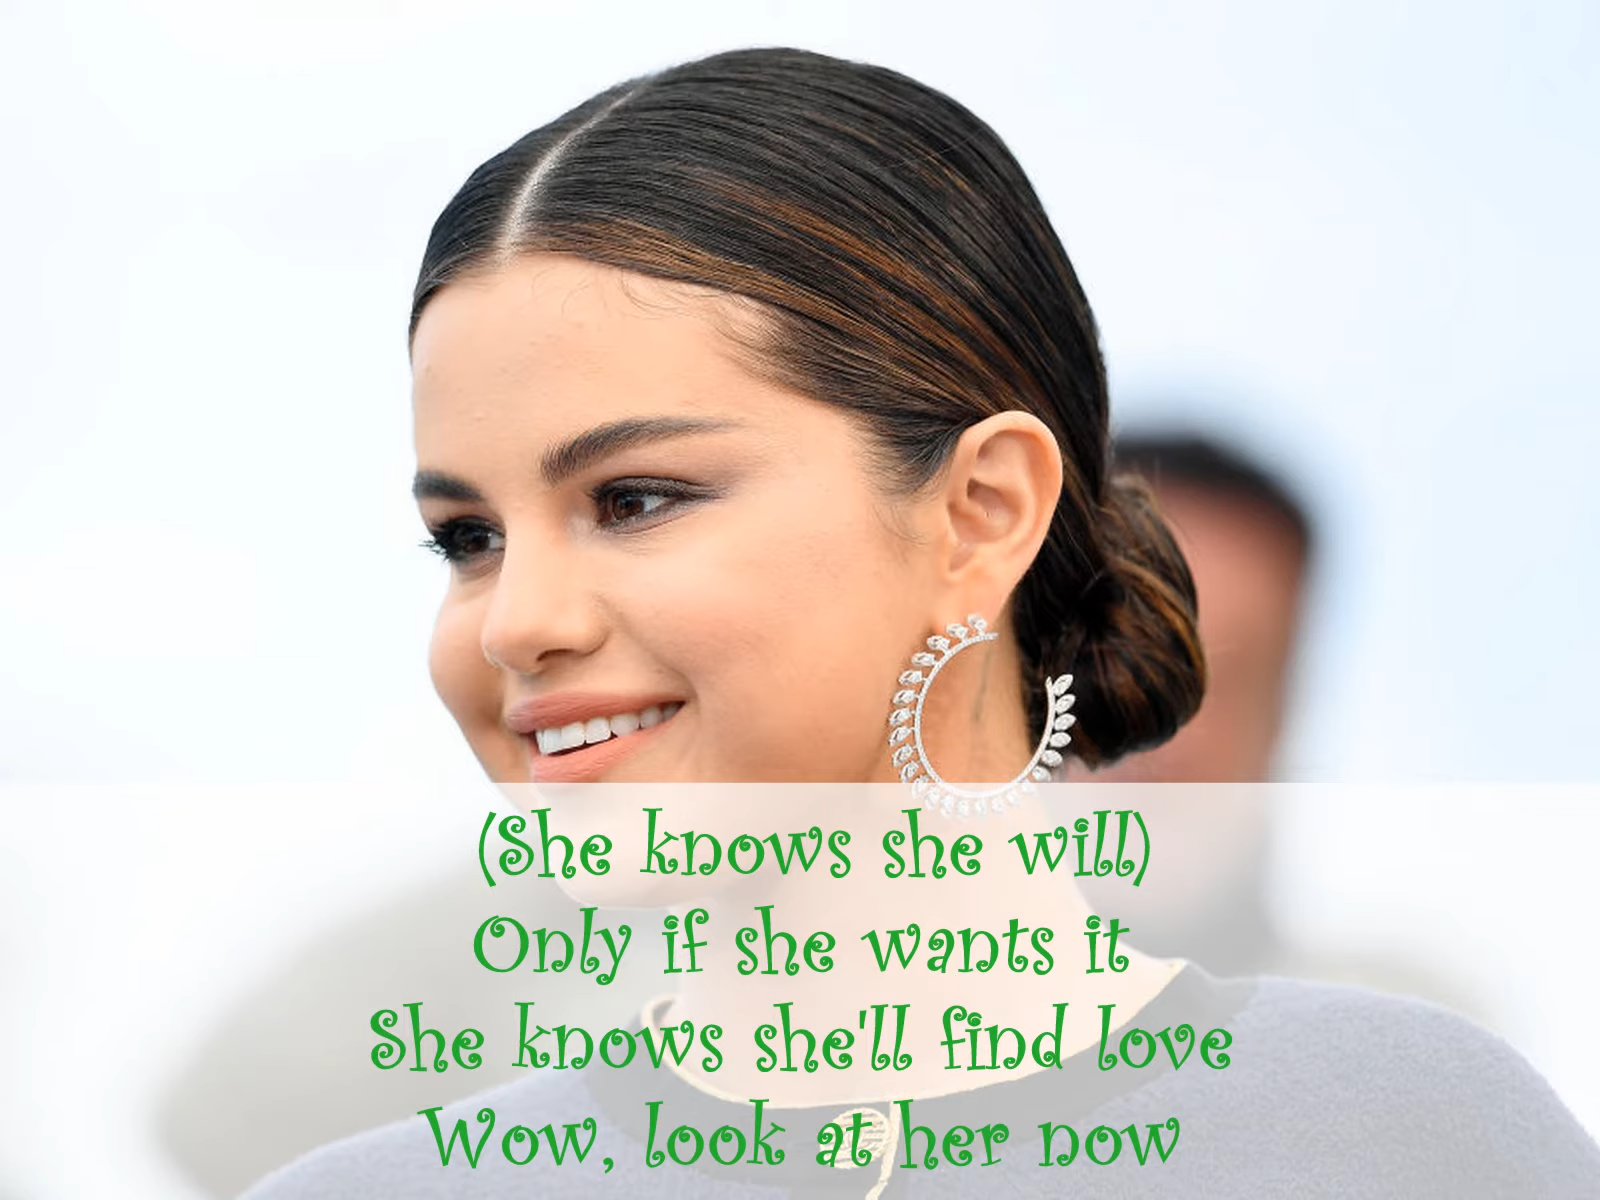 (She knows she will)
Only if she wants it
She knows she'll find love
Wow, look at her now